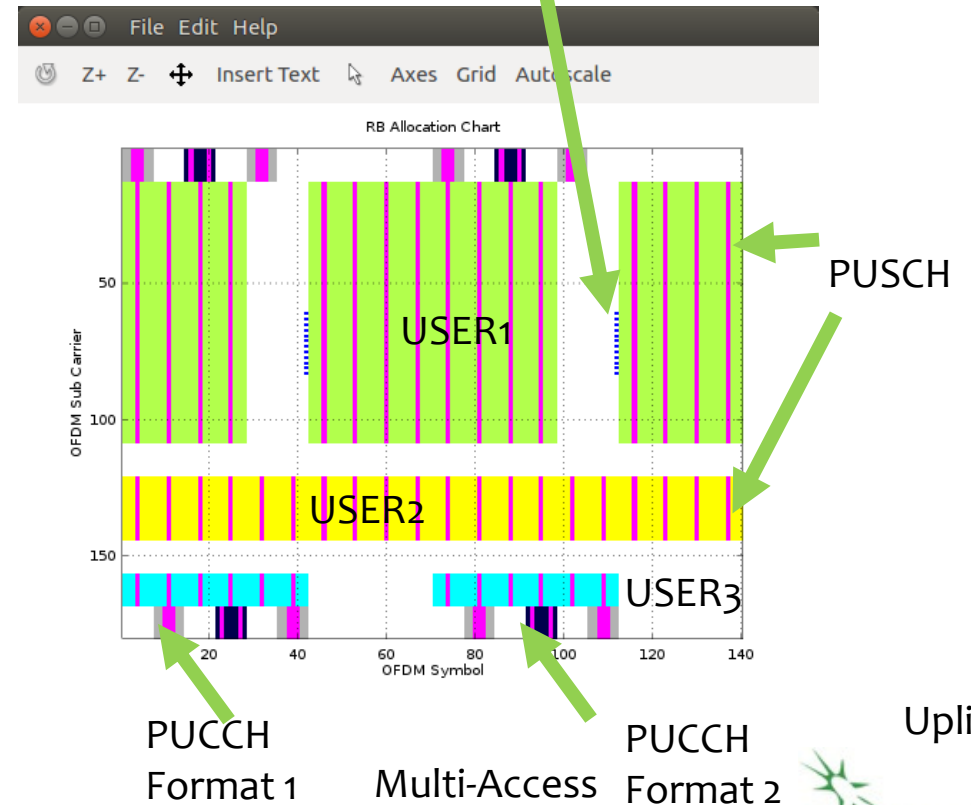 File Edit Help
Z+ Z- Insert Text Axes Grid Autoscale
RB Allocation Chart
PUSCH
50
USER1
OFDM Sub Carrier
100
USER2
150
USER3
20 40 60 80 100 120 140
OFDM Symbol
PUCCH
Format 1
Multi-Access
PUCCH
Format 2
Upli